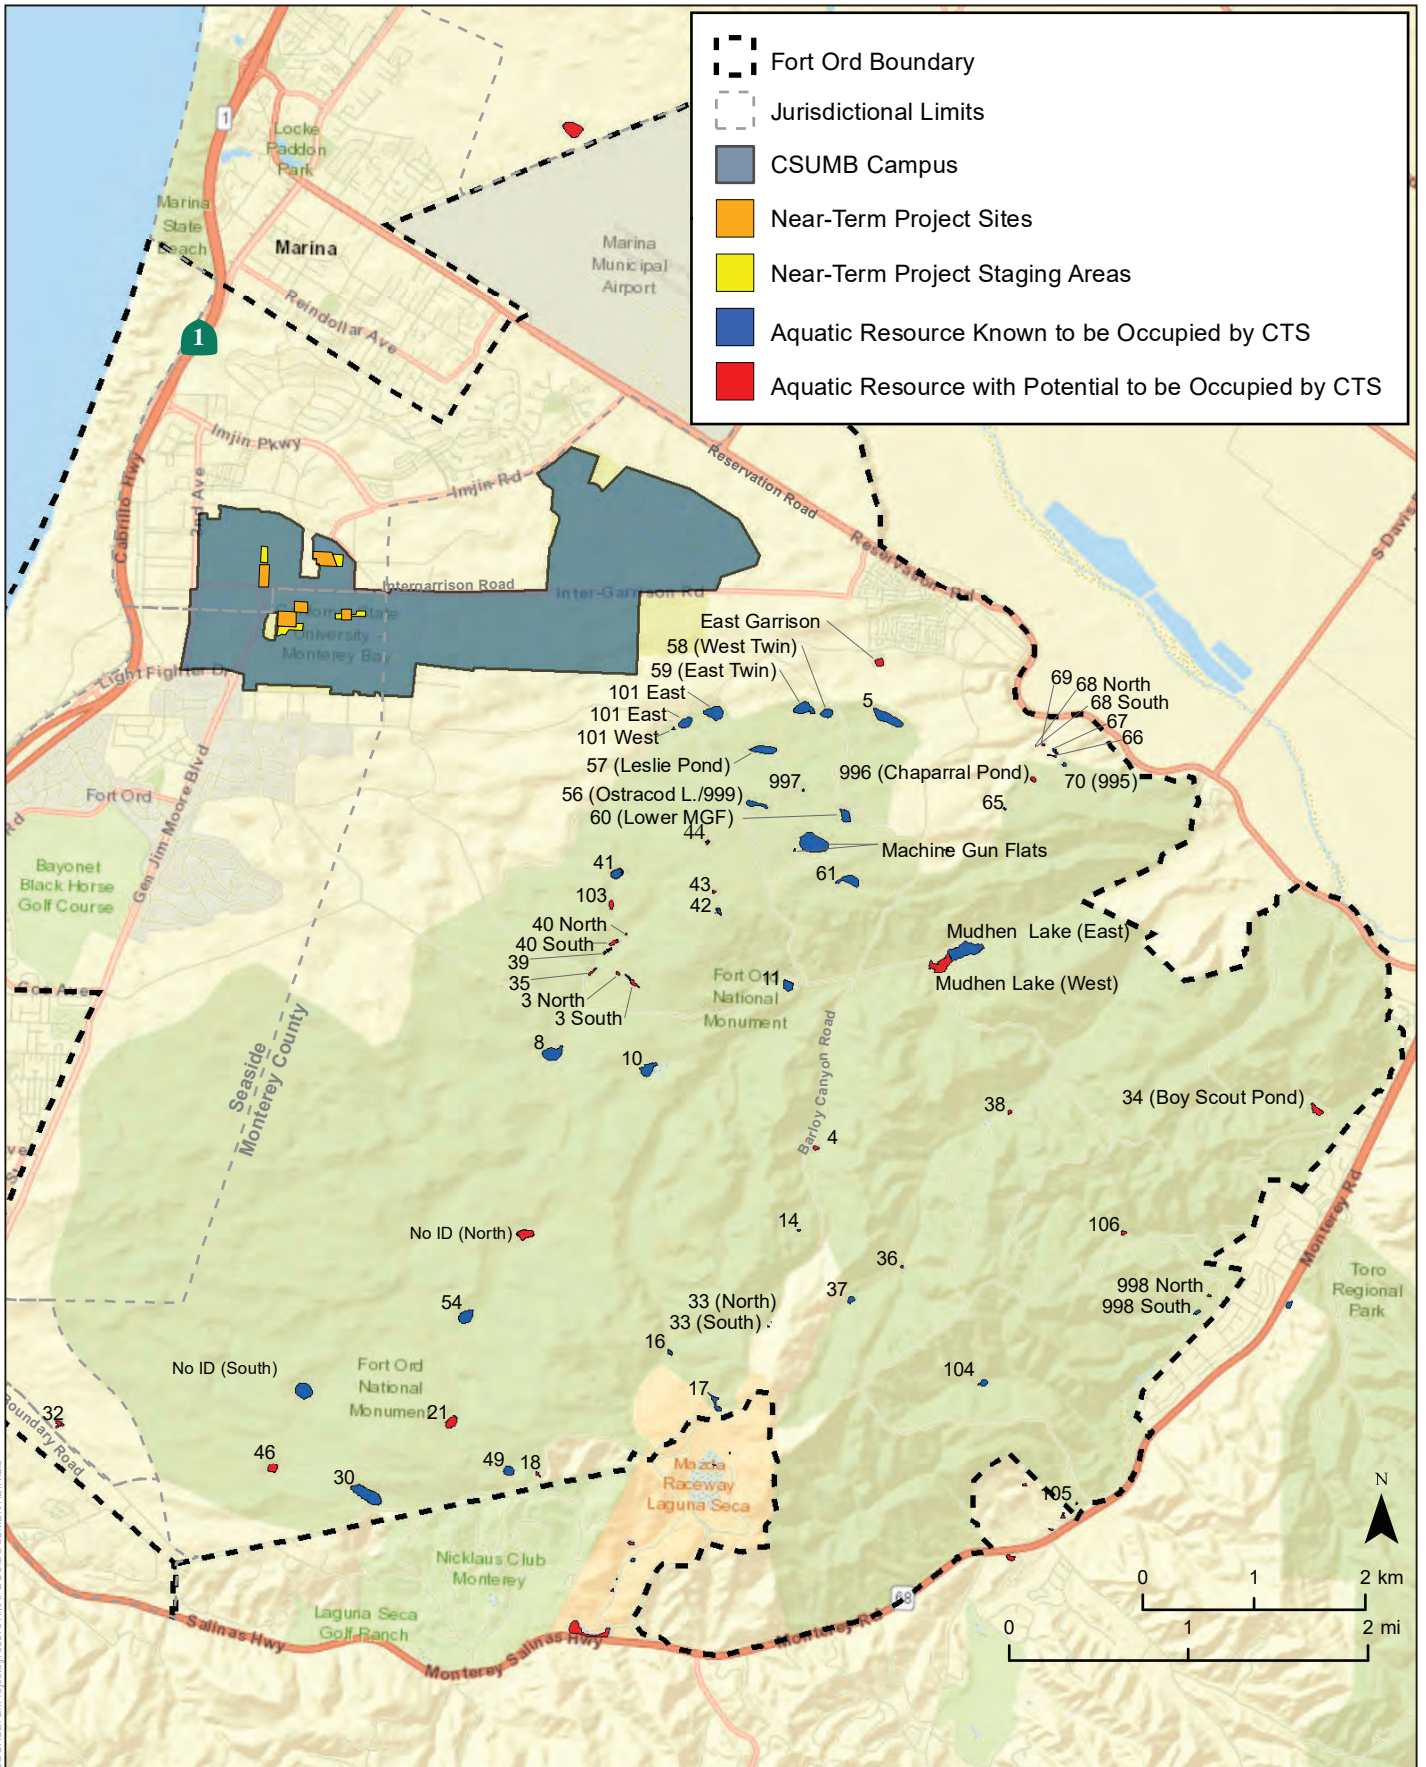 Fort Ord Boundary
Jurisdictional Limits
CSUMB Campus
Near-Term Project Sites
Near-Term Project Staging Areas
Aquatic Resource Known to be Occupied by CTS
Aquatic Resource with Potential to be Occupied by CTS
1
Locke
Paddon
Park
Marina
State
Beach
Marina
Marina
Municipal
Airport
Reindollar Ave
1
Imjin Pkwy
2nd Ave
Cabrillo Hwy
Imjin Rd
Reservation Road
Reservation Rd
S Davis
Intergarrison Road
Inter-Garrison Rd
California State
University -
Monterey Bay
Light Fighter Dr
East Garrison
58 (West Twin)
59 (East Twin)
101 East
101 East
101 West
5
69
68 North
68 South
67
66
57 (Leslie Pond)
996 (Chaparral Pond)
70 (995)
997
56 (Ostracod L./999)
65
60 (Lower MGF)
44
Machine Gun Flats
Fort Ord
Rd
Gen Jim Moore Blvd
Bayonet
Black Horse
Golf Course
41
61
103
43
42
40 North
40 South
39
35
3 North
3 South
Mudhen Lake (East)
Mudhen Lake (West)
Fort Ord
National
Monument
11
Coe Ave
8
10
Seaside
Monterey County
Barloy Canyon Road
38
34 (Boy Scout Pond)
4
ve
St
14
106
No ID (North)
36
Monterey Rd
Toro
Regional
Park
37
998 North
998 South
54
33 (North)
33 (South)
16
No ID (South)
Fort Ord
National
Monument
104
17
21
32
Boundary Road
46
49
18
30
Mazda
Raceway
Laguna Seca
105
N
Nicklaus Club
Monterey
0 1 2 km
Laguna Seca
Golf Ranch
68
0 1 2 mi
Salinas Hwy
Monterey Salinas Hwy
Monterey Rd